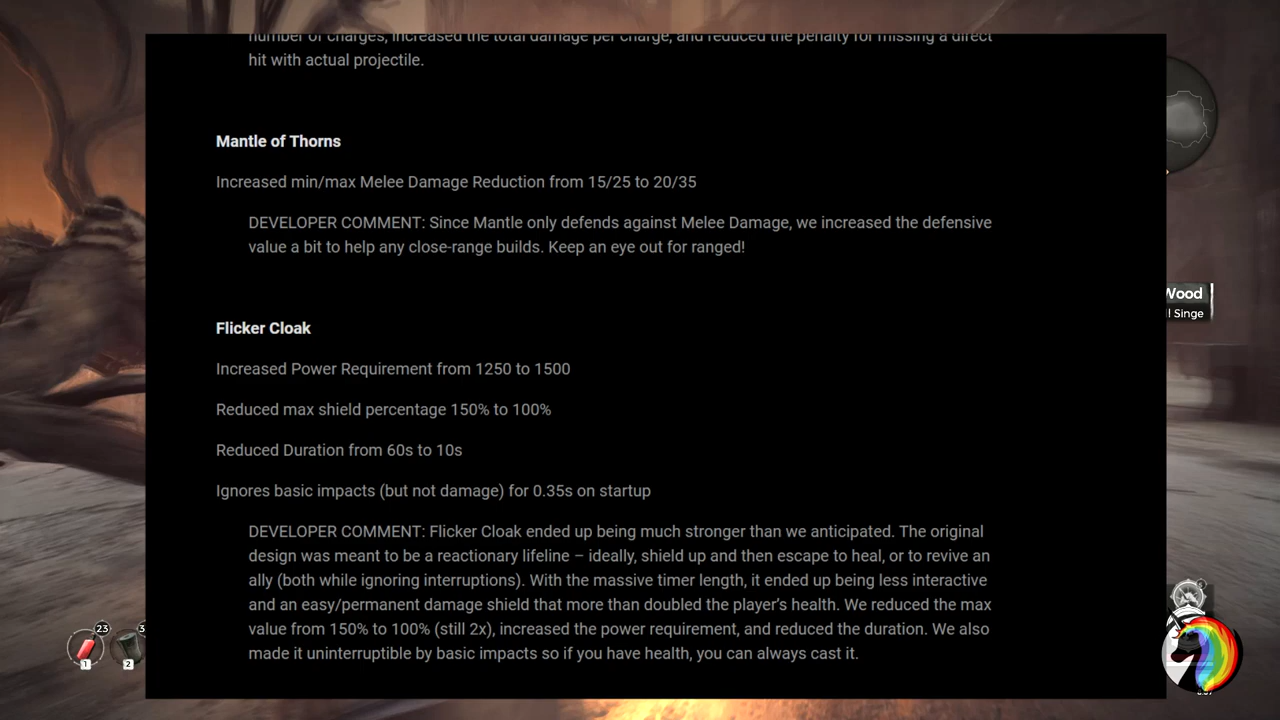 number of charges, increased the total damage per charge, and reduced the penalty for missing a direct
hit with actual projectile.
Mantle of Thorns
Increased min/max Melee Damage Reduction from 15/25 to 20/35
DEVELOPER COMMENT: Since Mantle only defends against Melee Damage, we increased the defensive
value a bit to help any close-range builds. Keep an eye out for ranged!
Flicker Cloak
Increased Power Requirement from 1250 to 1500
Reduced max shield percentage 150% to 100%
Reduced Duration from 60s to 10s
Ignores basic impacts (but not damage) for 0.35s on startup
DEVELOPER COMMENT: Flicker Cloak ended up being much stronger than we anticipated. The original
design was meant to be a reactionary lifeline – ideally, shield up and then escape to heal, or to revive an
ally (both while ignoring interruptions). With the massive timer length, it ended up being less interactive
and an easy/permanent damage shield that more than doubled the player's health. We reduced the max
value from 150% to 100% (still 2x), increased the power requirement, and reduced the duration. We also
made it uninterruptible by basic impacts so if you have health, you can always cast it.
Wood
Singe
23
3
1
2